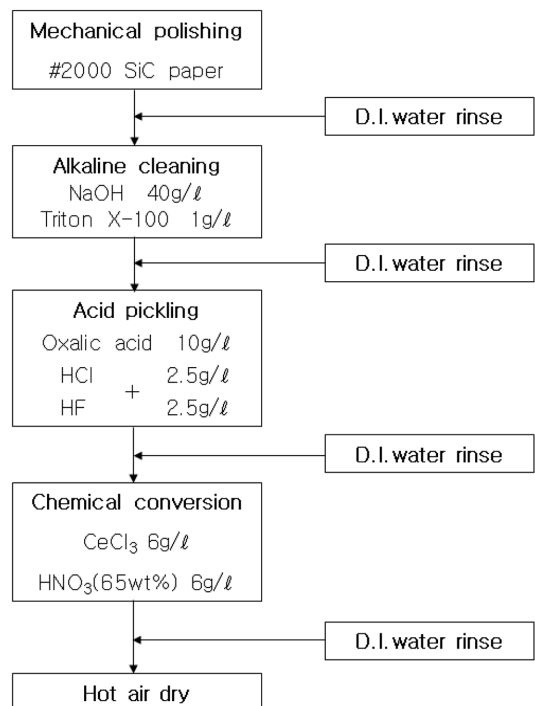 Mechanical polishing
#2000 SiC paper
D.I.water rinse
Alkaline cleaning
NaOH 40g/ℓ
Triton X-100 1g/ℓ
D.I.water rinse
Acid pickling
Oxalic acid 10g/ℓ
HCl 2.5g/ℓ
+
HF 2.5g/ℓ
D.I.water rinse
Chemical conversion
CeCl₃ 6g/ℓ
HNO₃(65wt%) 6g/ℓ
D.I.water rinse
Hot air dry